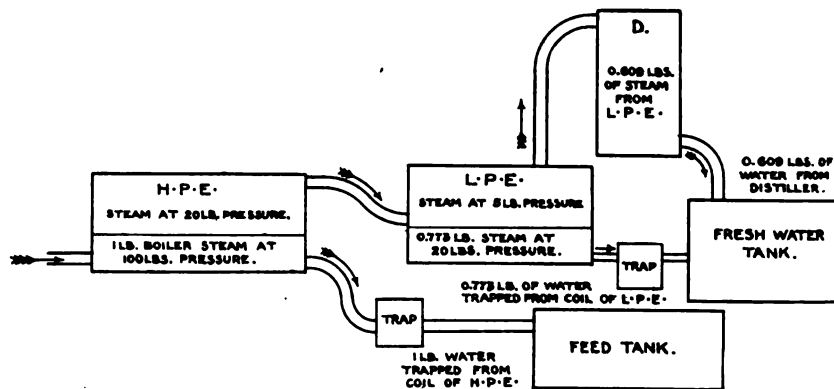 D.
0.609 LBS.
OF STEAM
FROM
L·P·E·
0.609 LBS. OF
WATER FROM
DISTILLER.
H·P·E·
STEAM AT 20LB. PRESSURE.
1LB. BOILER STEAM AT
100LBS. PRESSURE.
L·P·E·
STEAM AT 5LB. PRESSURE
0.773 LB. STEAM AT
20LBS. PRESSURE.
TRAP
FRESH WATER
TANK.
0.773 LB. OF WATER
TRAPPED FROM COIL OF L·P·E·
TRAP
1LB. WATER
TRAPPED FROM
COIL OF H·P·E·
FEED TANK.